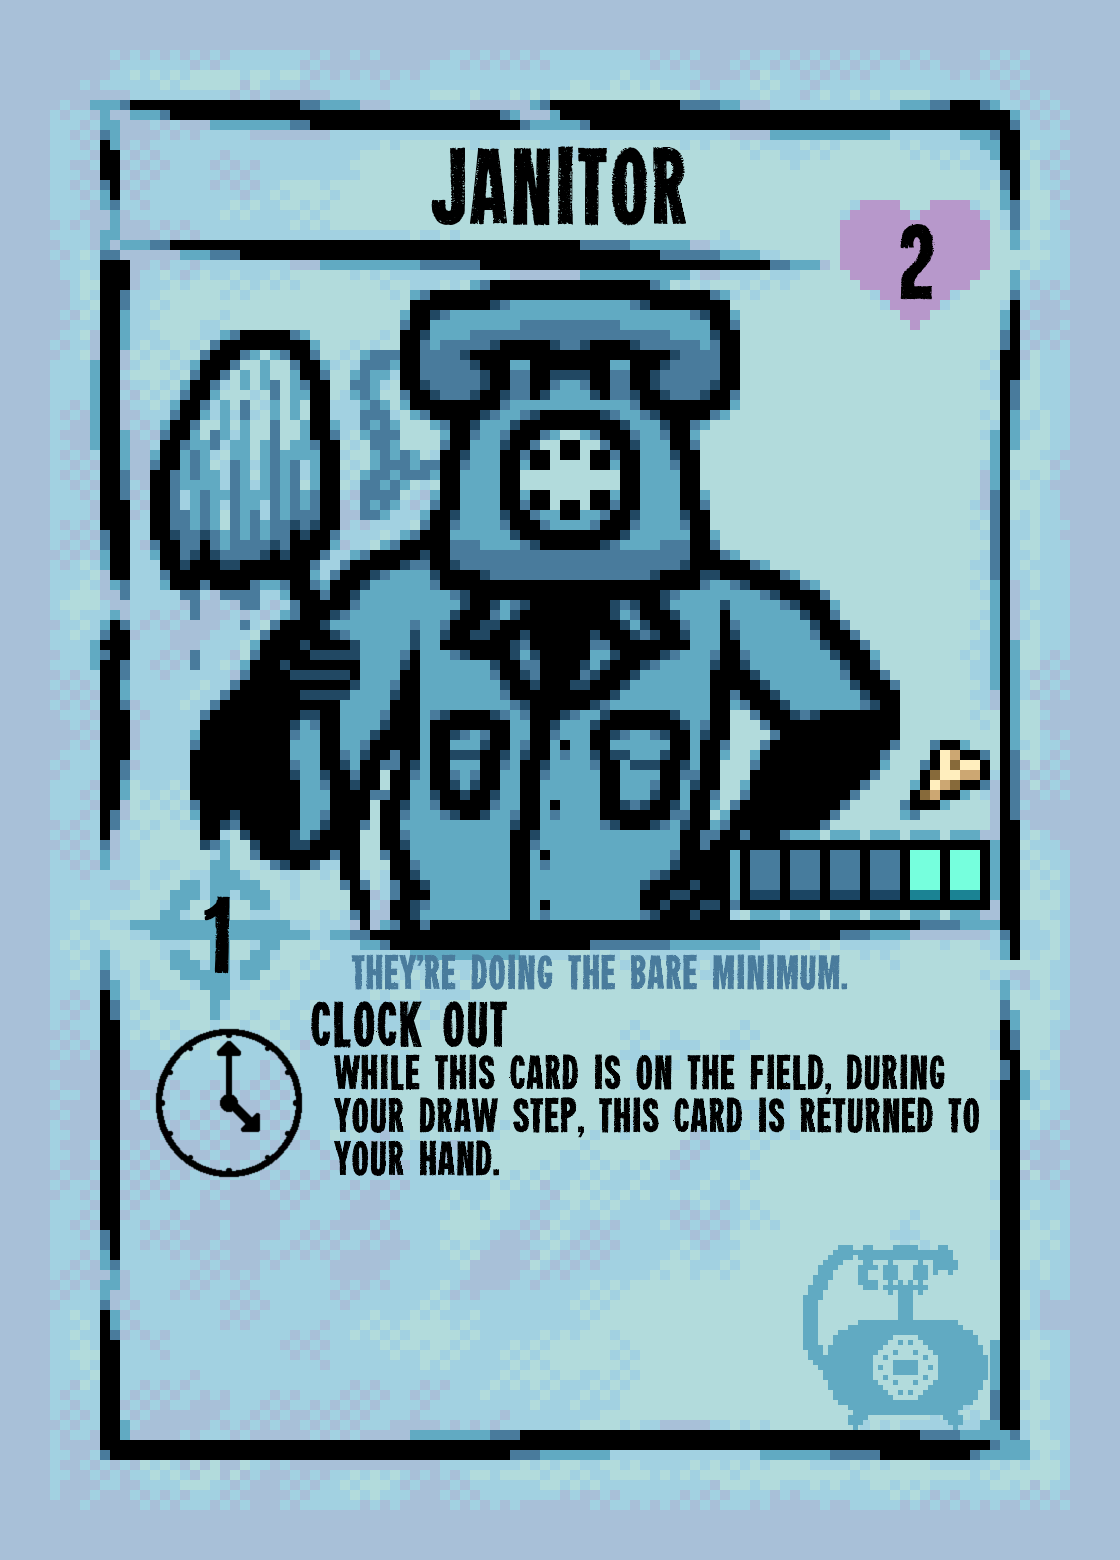 JANITOR
2
1
THEY'RE DOING THE BARE MINIMUM.
CLOCK OUT
WHILE THIS CARD IS ON THE FIELD, DURING
YOUR DRAW STEP, THIS CARD IS RETURNED TO
YOUR HAND.